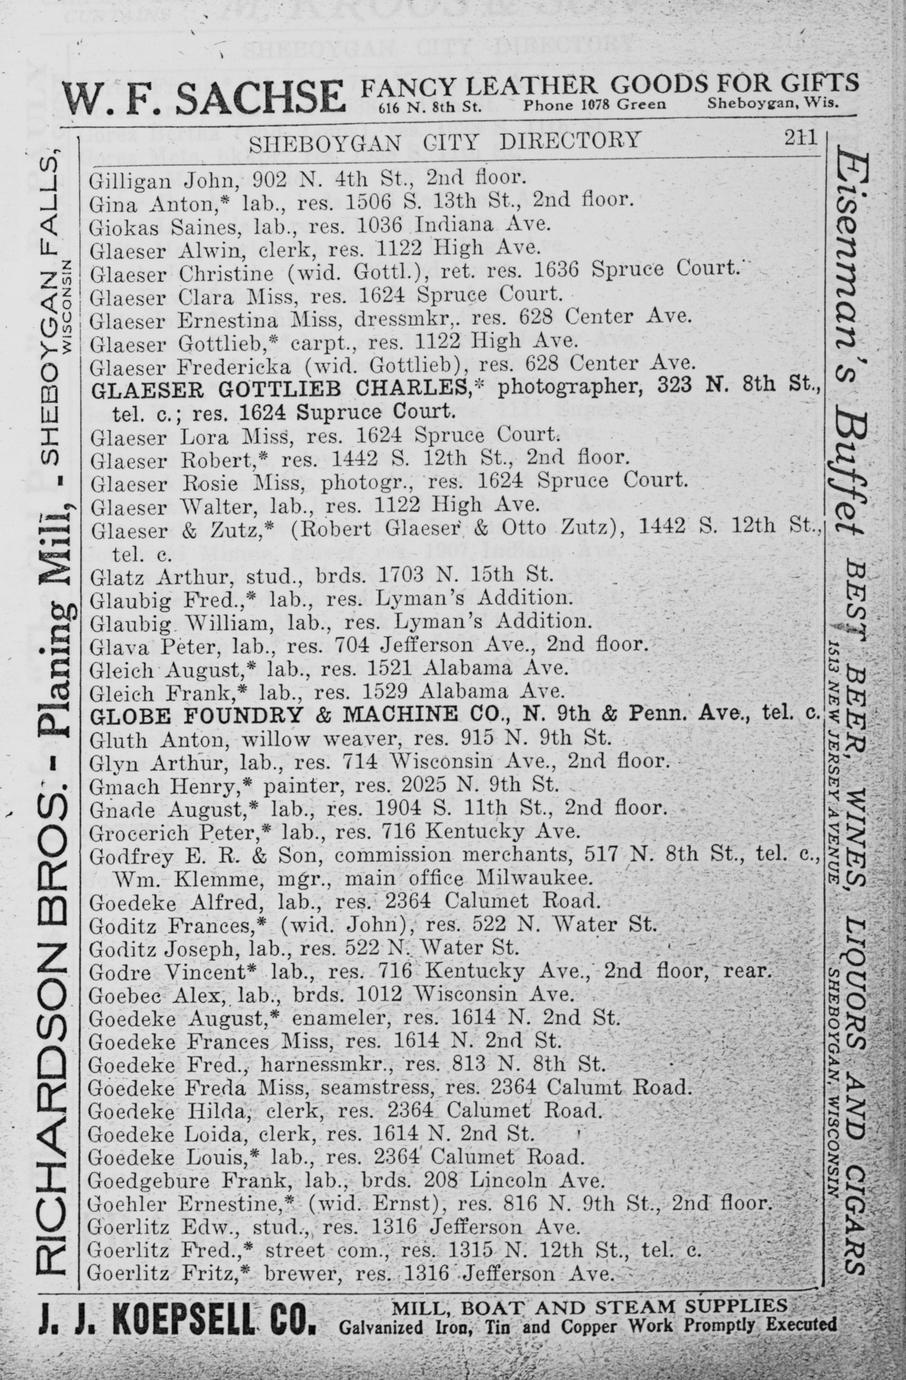 W. F. SACHSE FANCY LEATHER GOODS FOR GIFTS
616 N. 8th St. Phone 1078 Green Sheboygan, Wis.
SHEBOYGAN CITY DIRECTORY 211
Gilligan John, 902 N. 4th St., 2nd floor.
Gina Anton,* lab., res. 1506 S. 13th St., 2nd floor.
Giokas Saines, lab., res. 1036 Indiana Ave.
Glaeser Alwin, clerk, res. 1122 High Ave.
Glaeser Christine (wid. Gottl.), ret. res. 1636 Spruce Court.
Glaeser Clara Miss, res. 1624 Spruce Court.
Glaeser Ernestina Miss, dressmkr,. res. 628 Center Ave.
Glaeser Gottlieb,* carpt., res. 1122 High Ave.
Glaeser Fredericka (wid. Gottlieb), res. 628 Center Ave.
GLAESER GOTTLIEB CHARLES,* photographer, 323 N. 8th St.,
tel. c.; res. 1624 Supruce Court.
Glaeser Lora Miss, res. 1624 Spruce Court.
Glaeser Robert,* res. 1442 S. 12th St., 2nd floor.
Glaeser Rosie Miss, photogr., res. 1624 Spruce Court.
Glaeser Walter, lab., res. 1122 High Ave.
Glaeser & Zutz,* (Robert Glaeser & Otto Zutz), 1442 S. 12th St.,
tel. c.
Glatz Arthur, stud., brds. 1703 N. 15th St.
Glaubig Fred.,* lab., res. Lyman's Addition.
Glaubig William, lab., res. Lyman's Addition.
Glava Peter, lab., res. 704 Jefferson Ave., 2nd floor.
Gleich August,* lab., res. 1521 Alabama Ave.
Gleich Frank,* lab., res. 1529 Alabama Ave.
GLOBE FOUNDRY & MACHINE CO., N. 9th & Penn. Ave., tel. c.
Gluth Anton, willow weaver, res. 915 N. 9th St.
Glyn Arthur, lab., res. 714 Wisconsin Ave., 2nd floor.
Gmach Henry,* painter, res. 2025 N. 9th St.
Gnade August,* lab., res. 1904 S. 11th St., 2nd floor.
Grocerich Peter,* lab., res. 716 Kentucky Ave.
Godfrey E. R. & Son, commission merchants, 517 N. 8th St., tel. c.,
Wm. Klemme, mgr., main office Milwaukee.
Goedeke Alfred, lab., res. 2364 Calumet Road.
Goditz Frances,* (wid. John), res. 522 N. Water St.
Goditz Joseph, lab., res. 522 N. Water St.
Godre Vincent* lab., res. 716 Kentucky Ave., 2nd floor, rear.
Goebec Alex, lab., brds. 1012 Wisconsin Ave.
Goedeke August,* enameler, res. 1614 N. 2nd St.
Goedeke Frances Miss, res. 1614 N. 2nd St.
Goedeke Fred., harnessmkr., res. 813 N. 8th St.
Goedeke Freda Miss, seamstress, res. 2364 Calumt Road.
Goedeke Hilda, clerk, res. 2364 Calumet Road.
Goedeke Loida, clerk, res. 1614 N. 2nd St.
Goedeke Louis,* lab., res. 2364 Calumet Road.
Goedgebure Frank, lab., brds. 208 Lincoln Ave.
Goehler Ernestine,* (wid. Ernst), res. 816 N. 9th St., 2nd floor.
Goerlitz Edw., stud., res. 1316 Jefferson Ave.
Goerlitz Fred.,* street com., res. 1315 N. 12th St., tel. c.
Goerlitz Fritz,* brewer, res. 1316 Jefferson Ave.
RICHARDSON BROS. - Planing Mill, - SHEBOYGAN FALLS,
WISCONSIN
Eisenman's Buffet BEST BEER, WINES, LIQUORS AND CIGARS
1513 NEW JERSEY AVENUE SHEBOYGAN, WISCONSIN
J. J. KOEPSELL CO. MILL, BOAT AND STEAM SUPPLIES
Galvanized Iron, Tin and Copper Work Promptly Executed